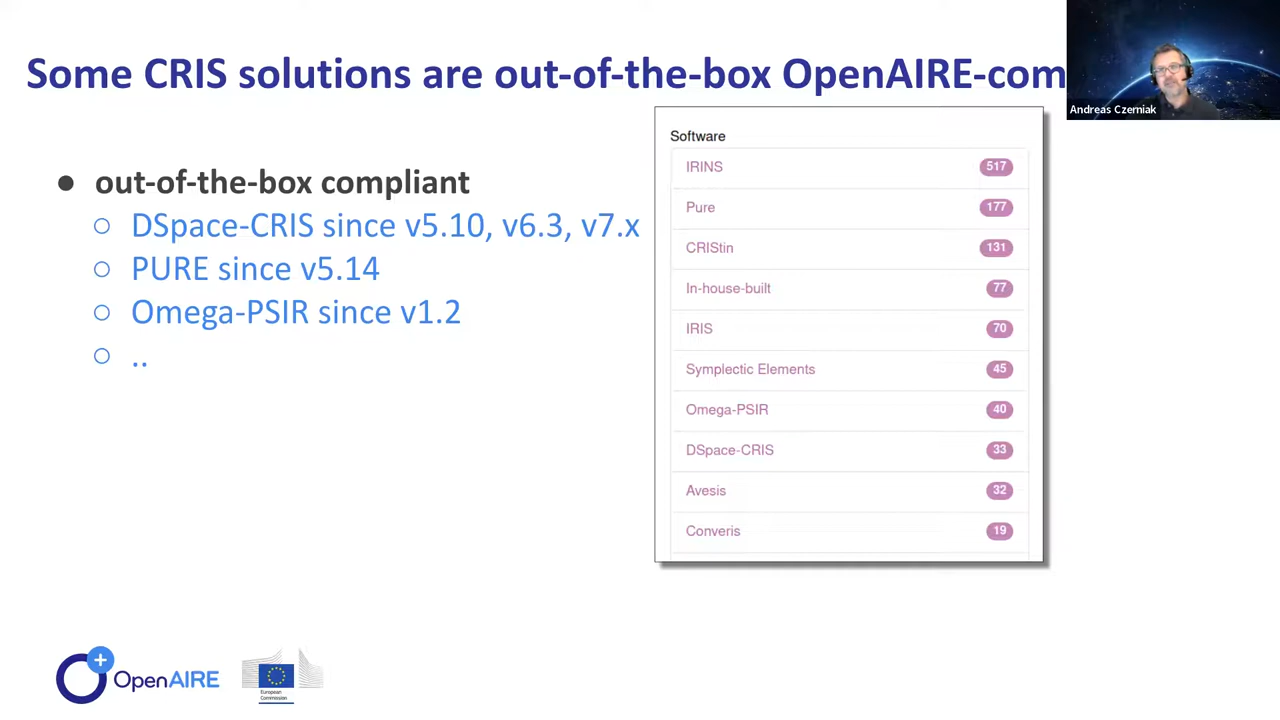 Some CRIS solutions are out-of-the-box OpenAIRE-com
Andreas Czerniak
● out-of-the-box compliant
○ DSpace-CRIS since v5.10, v6.3, v7.x
○ PURE since v5.14
○ Omega-PSIR since v1.2
○ ..
Software
IRINS 517
Pure 177
CRIStin 131
In-house-built 77
IRIS 70
Symplectic Elements 45
Omega-PSIR 40
DSpace-CRIS 33
Avesis 32
Converis 19
OpenAIRE
European
Commission